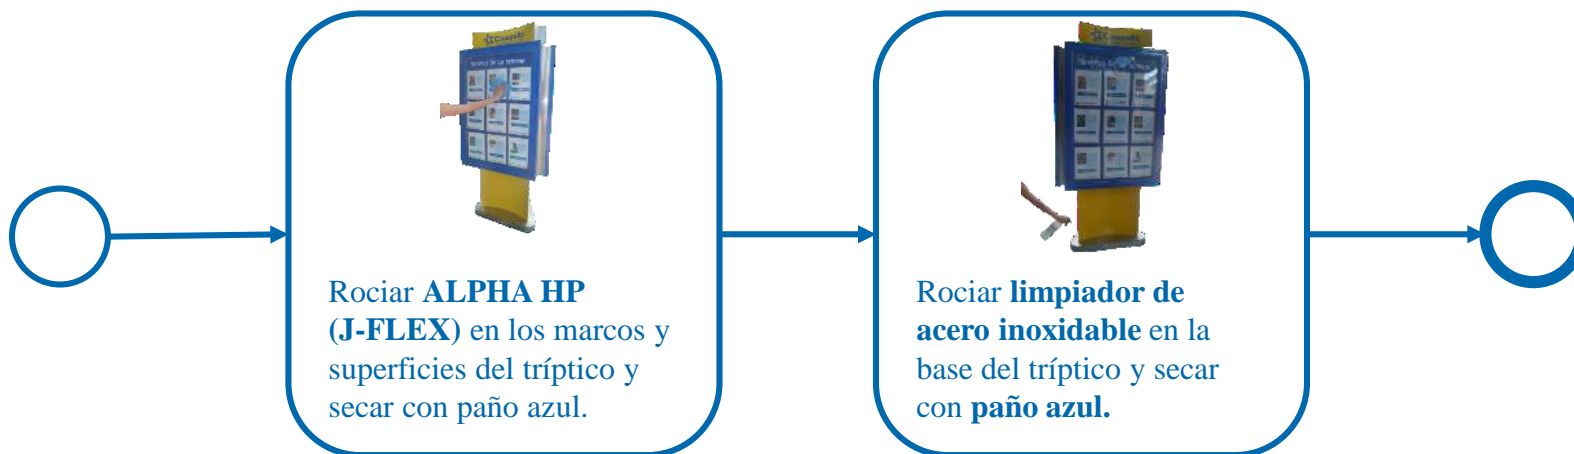 Cinépolis
Rociar ALPHA HP
(J-FLEX) en los marcos y
superficies del tríptico y
secar con paño azul.
Rociar limpiador de
acero inoxidable en la
base del tríptico y secar
con paño azul.